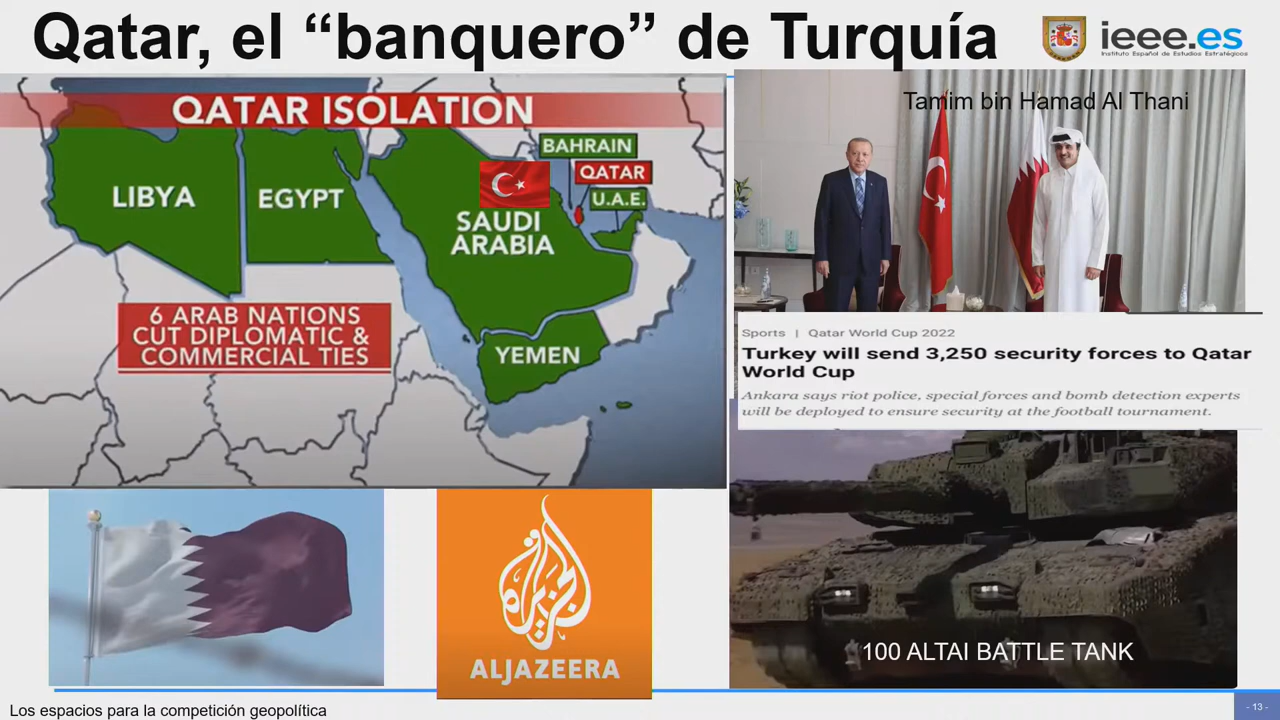 Qatar, el “banquero” de Turquía
ieee.es
Instituto Español de Estudios Estratégicos
QATAR ISOLATION
LIBYA
EGYPT
SAUDI
ARABIA
BAHRAIN
QATAR
U.A.E.
YEMEN
6 ARAB NATIONS
CUT DIPLOMATIC &
COMMERCIAL TIES
Tamim bin Hamad Al Thani
Sports | Qatar World Cup 2022
Turkey will send 3,250 security forces to Qatar
World Cup
Ankara says riot police, special forces and bomb detection experts
will be deployed to ensure security at the football tournament.
الجزيرة
ALJAZEERA
100 ALTAI BATTLE TANK
Los espacios para la competición geopolítica
- 13 -